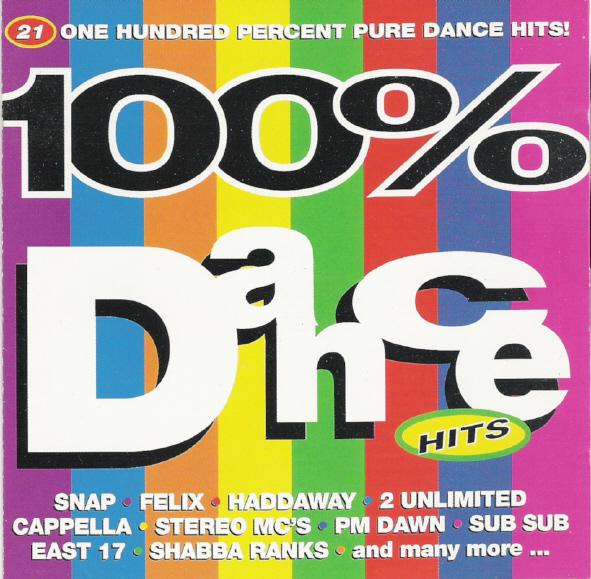 21 ONE HUNDRED PERCENT PURE DANCE HITS!
100%
Dance
HITS
SNAP • FELIX • HADDAWAY • 2 UNLIMITED
CAPPELLA • STEREO MC'S • PM DAWN • SUB SUB
EAST 17 • SHABBA RANKS • and many more ...